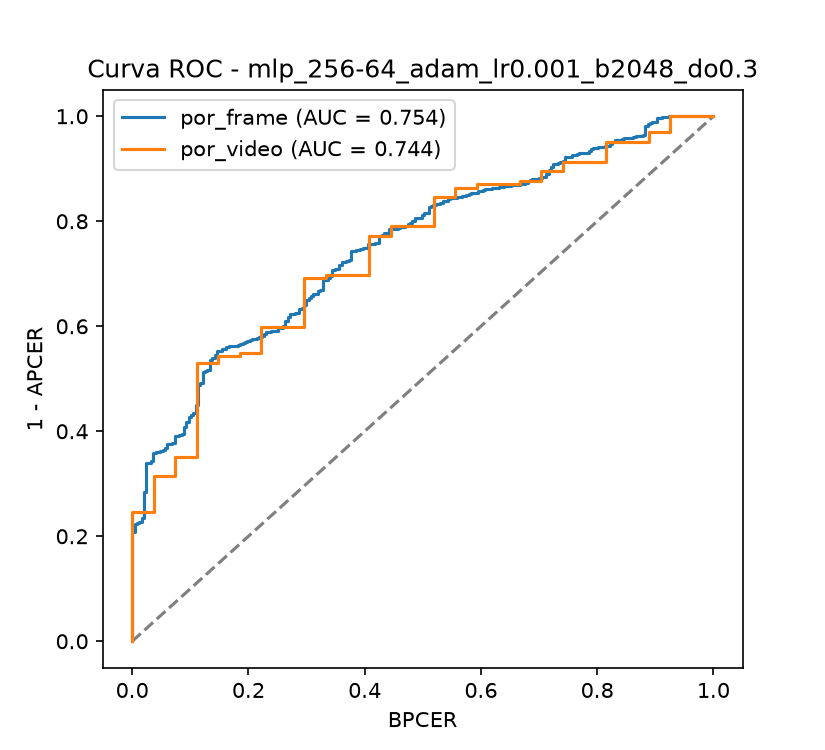 Curva ROC - mlp_256-64_adam_lr0.001_b2048_do0.3
por_frame (AUC = 0.754)
por_video (AUC = 0.744)
1.0
0.8
0.6
0.4
0.2
0.0
1 - APCER
0.0 0.2 0.4 0.6 0.8 1.0
BPCER